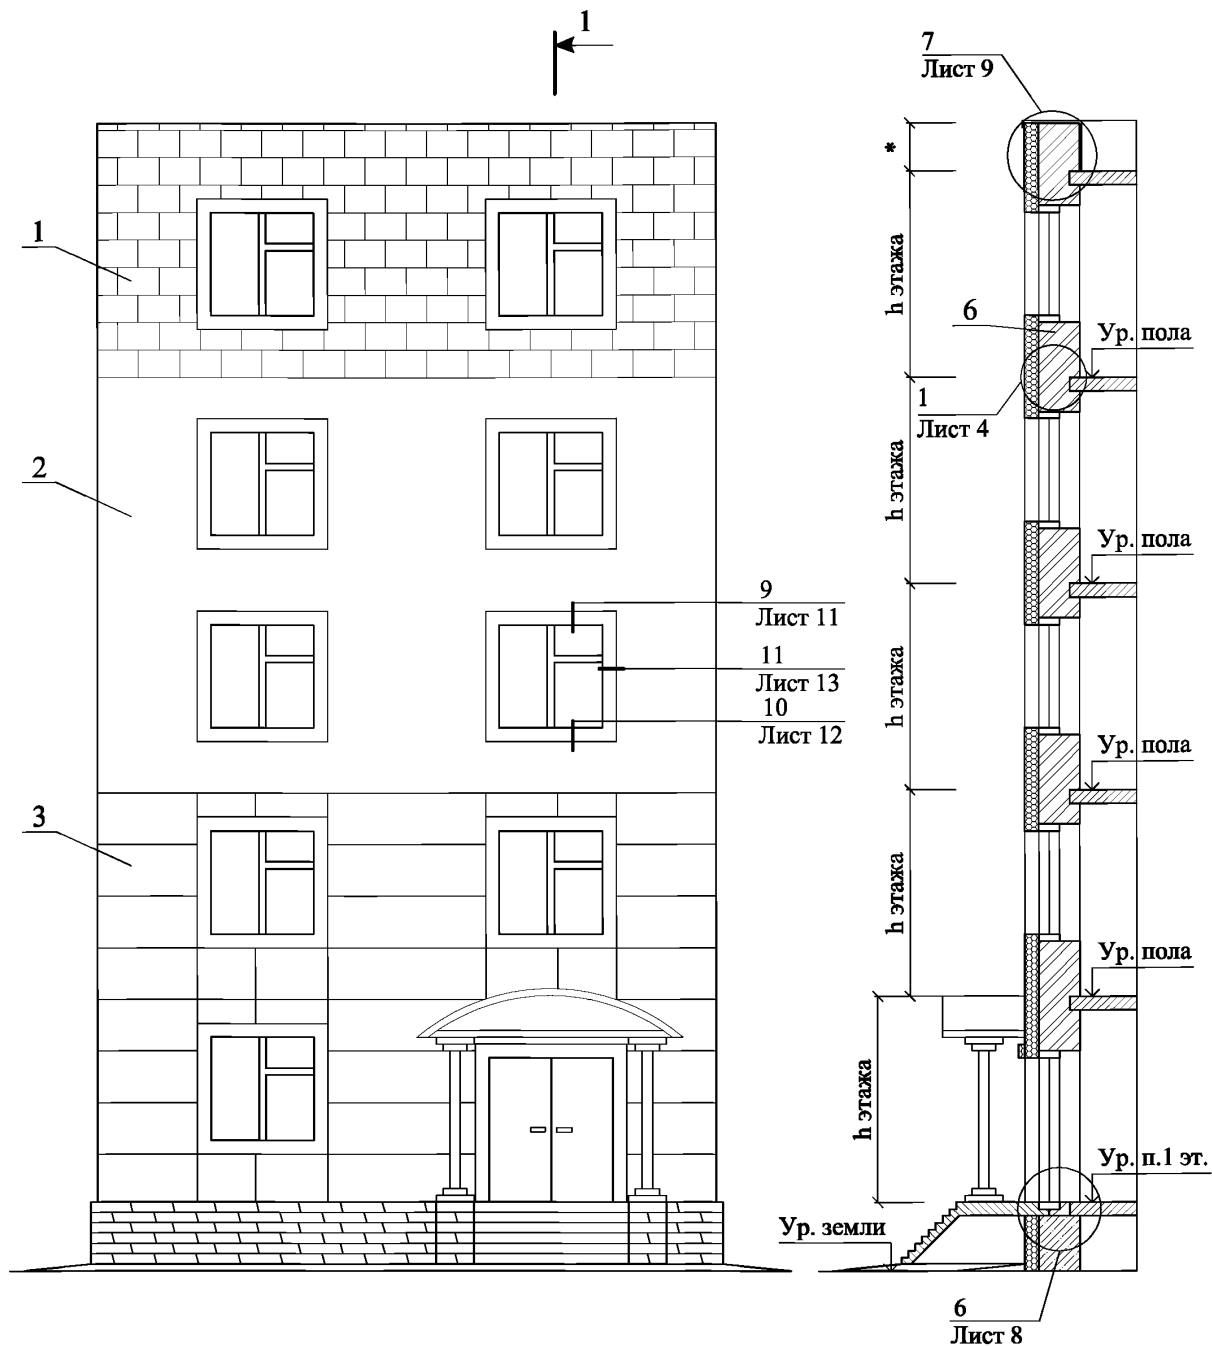 1
7
Лист 9
*
1
h этажа
6
Ур. пола
1
Лист 4
2
h этажа
Ур. пола
9
Лист 11
11
Лист 13
h этажа
10
Лист 12
Ур. пола
3
h этажа
Ур. пола
h этажа
Ур. п.1 эт.
Ур. земли
6
Лист 8